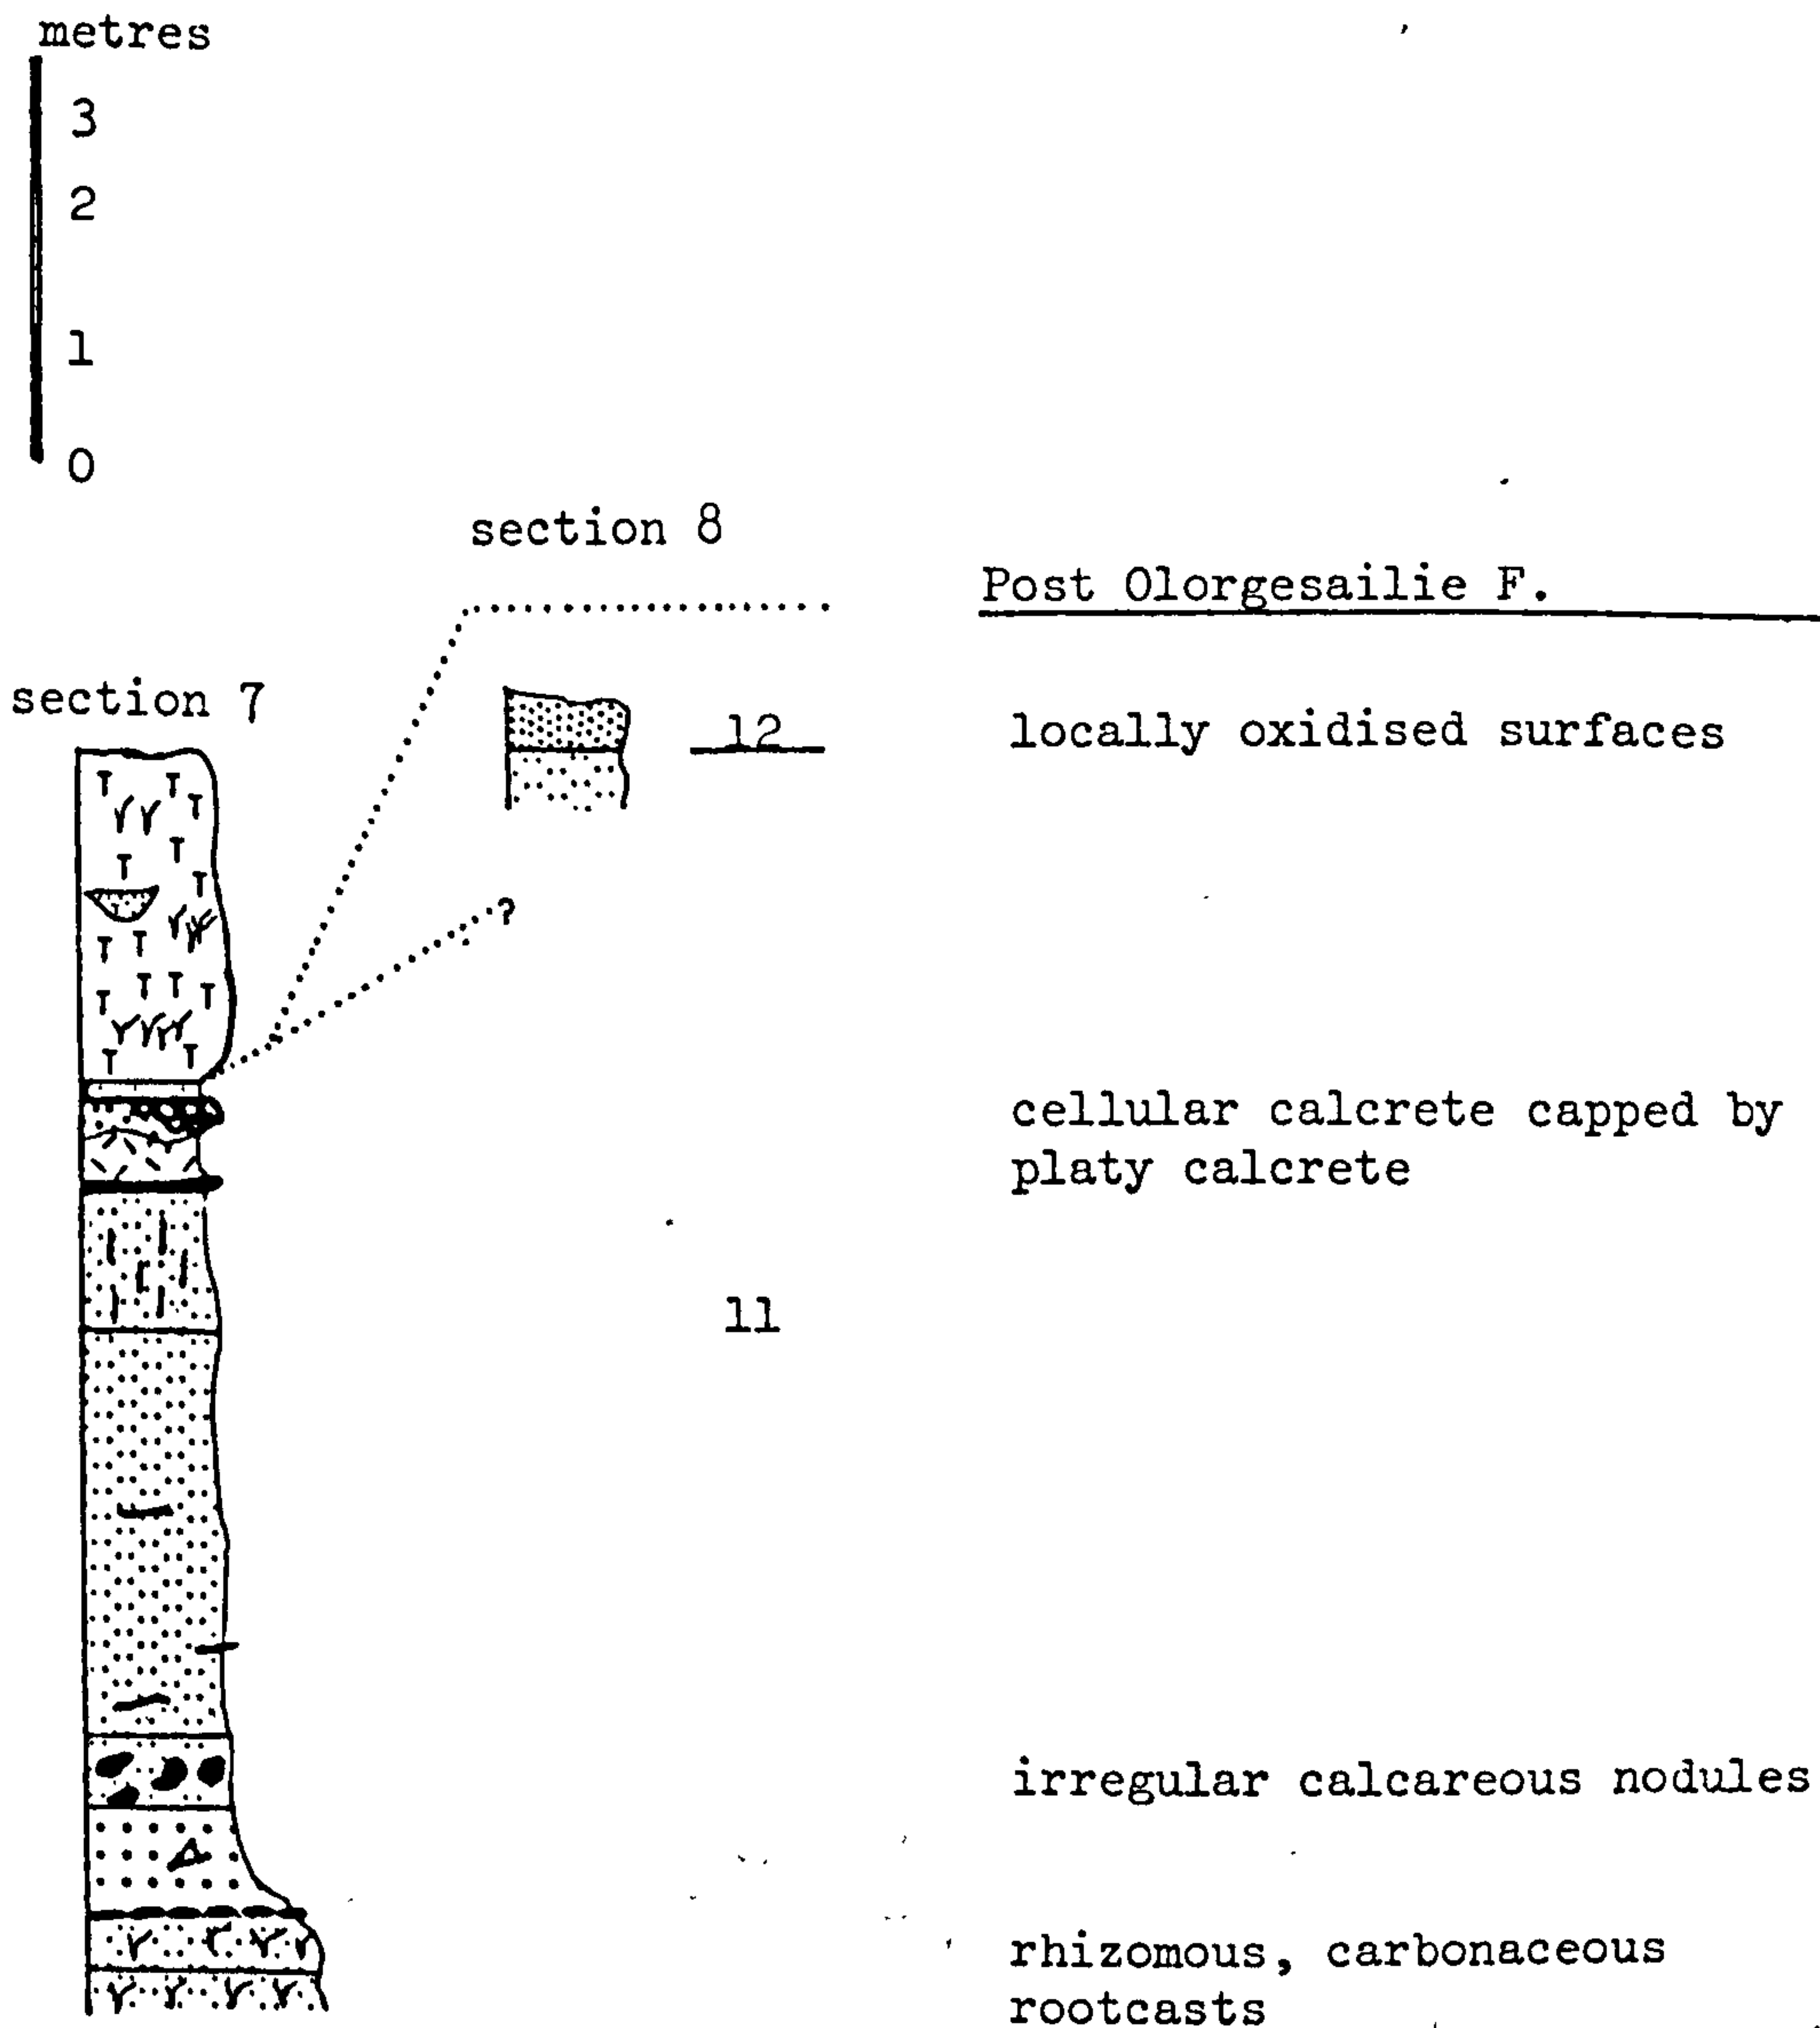 metres
3
2
1
0
section 8
Post Olorgesailie F.
section 7
12
locally oxidised surfaces
?
cellular calcrete capped by
platy calcrete
11
irregular calcareous nodules
rhizomous, carbonaceous
rootcasts